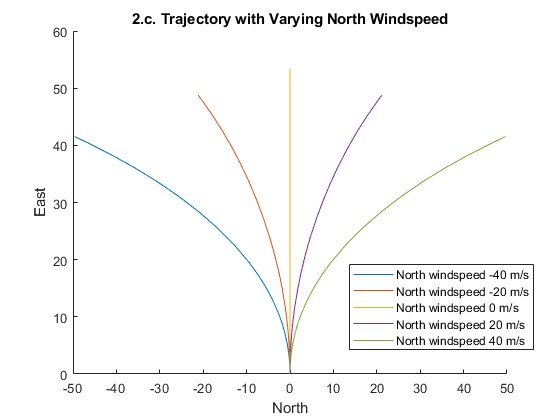 2.c. Trajectory with Varying North Windspeed
60
50
40
30
20
10
0
East
North windspeed -40 m/s
North windspeed -20 m/s
North windspeed 0 m/s
North windspeed 20 m/s
North windspeed 40 m/s
-50 -40 -30 -20 -10 0 10 20 30 40 50
North